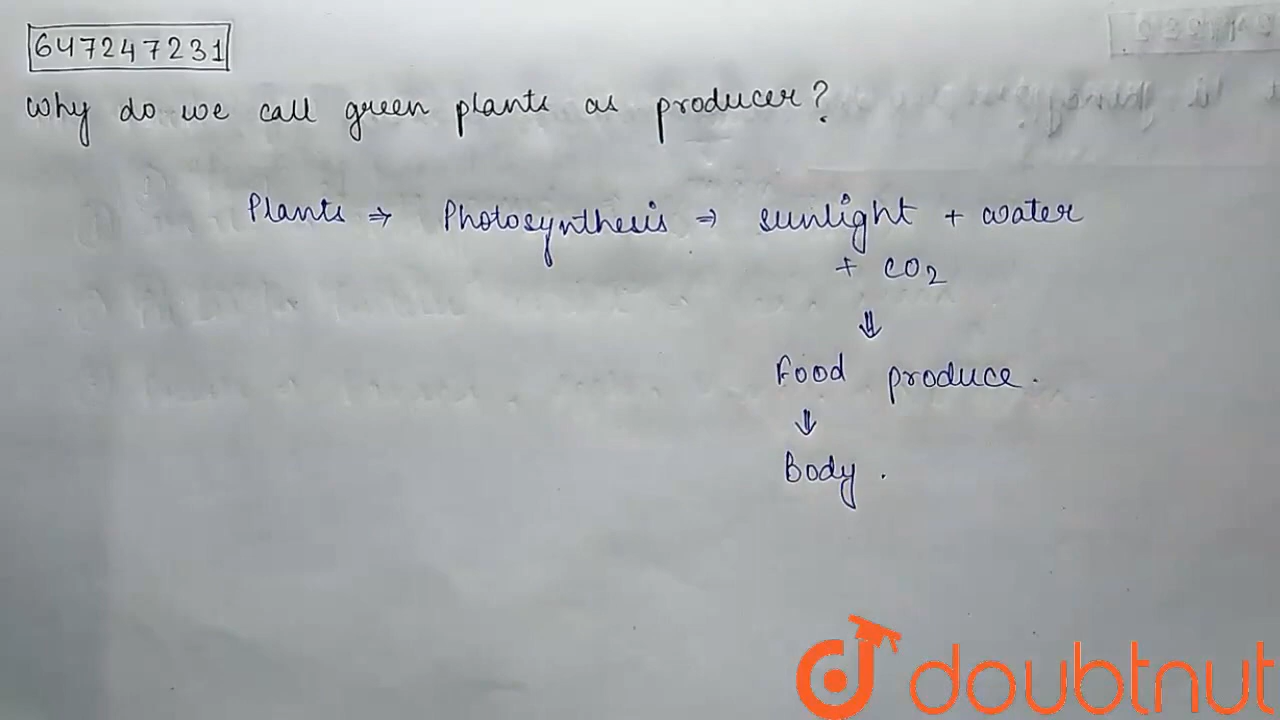 647247231
Why do we call green plants as producer?
Plants ⇒ Photosynthesis ⇒ sunlight + water
+ CO2
⇓
Food produce.
⇓
Body.
doubtnut